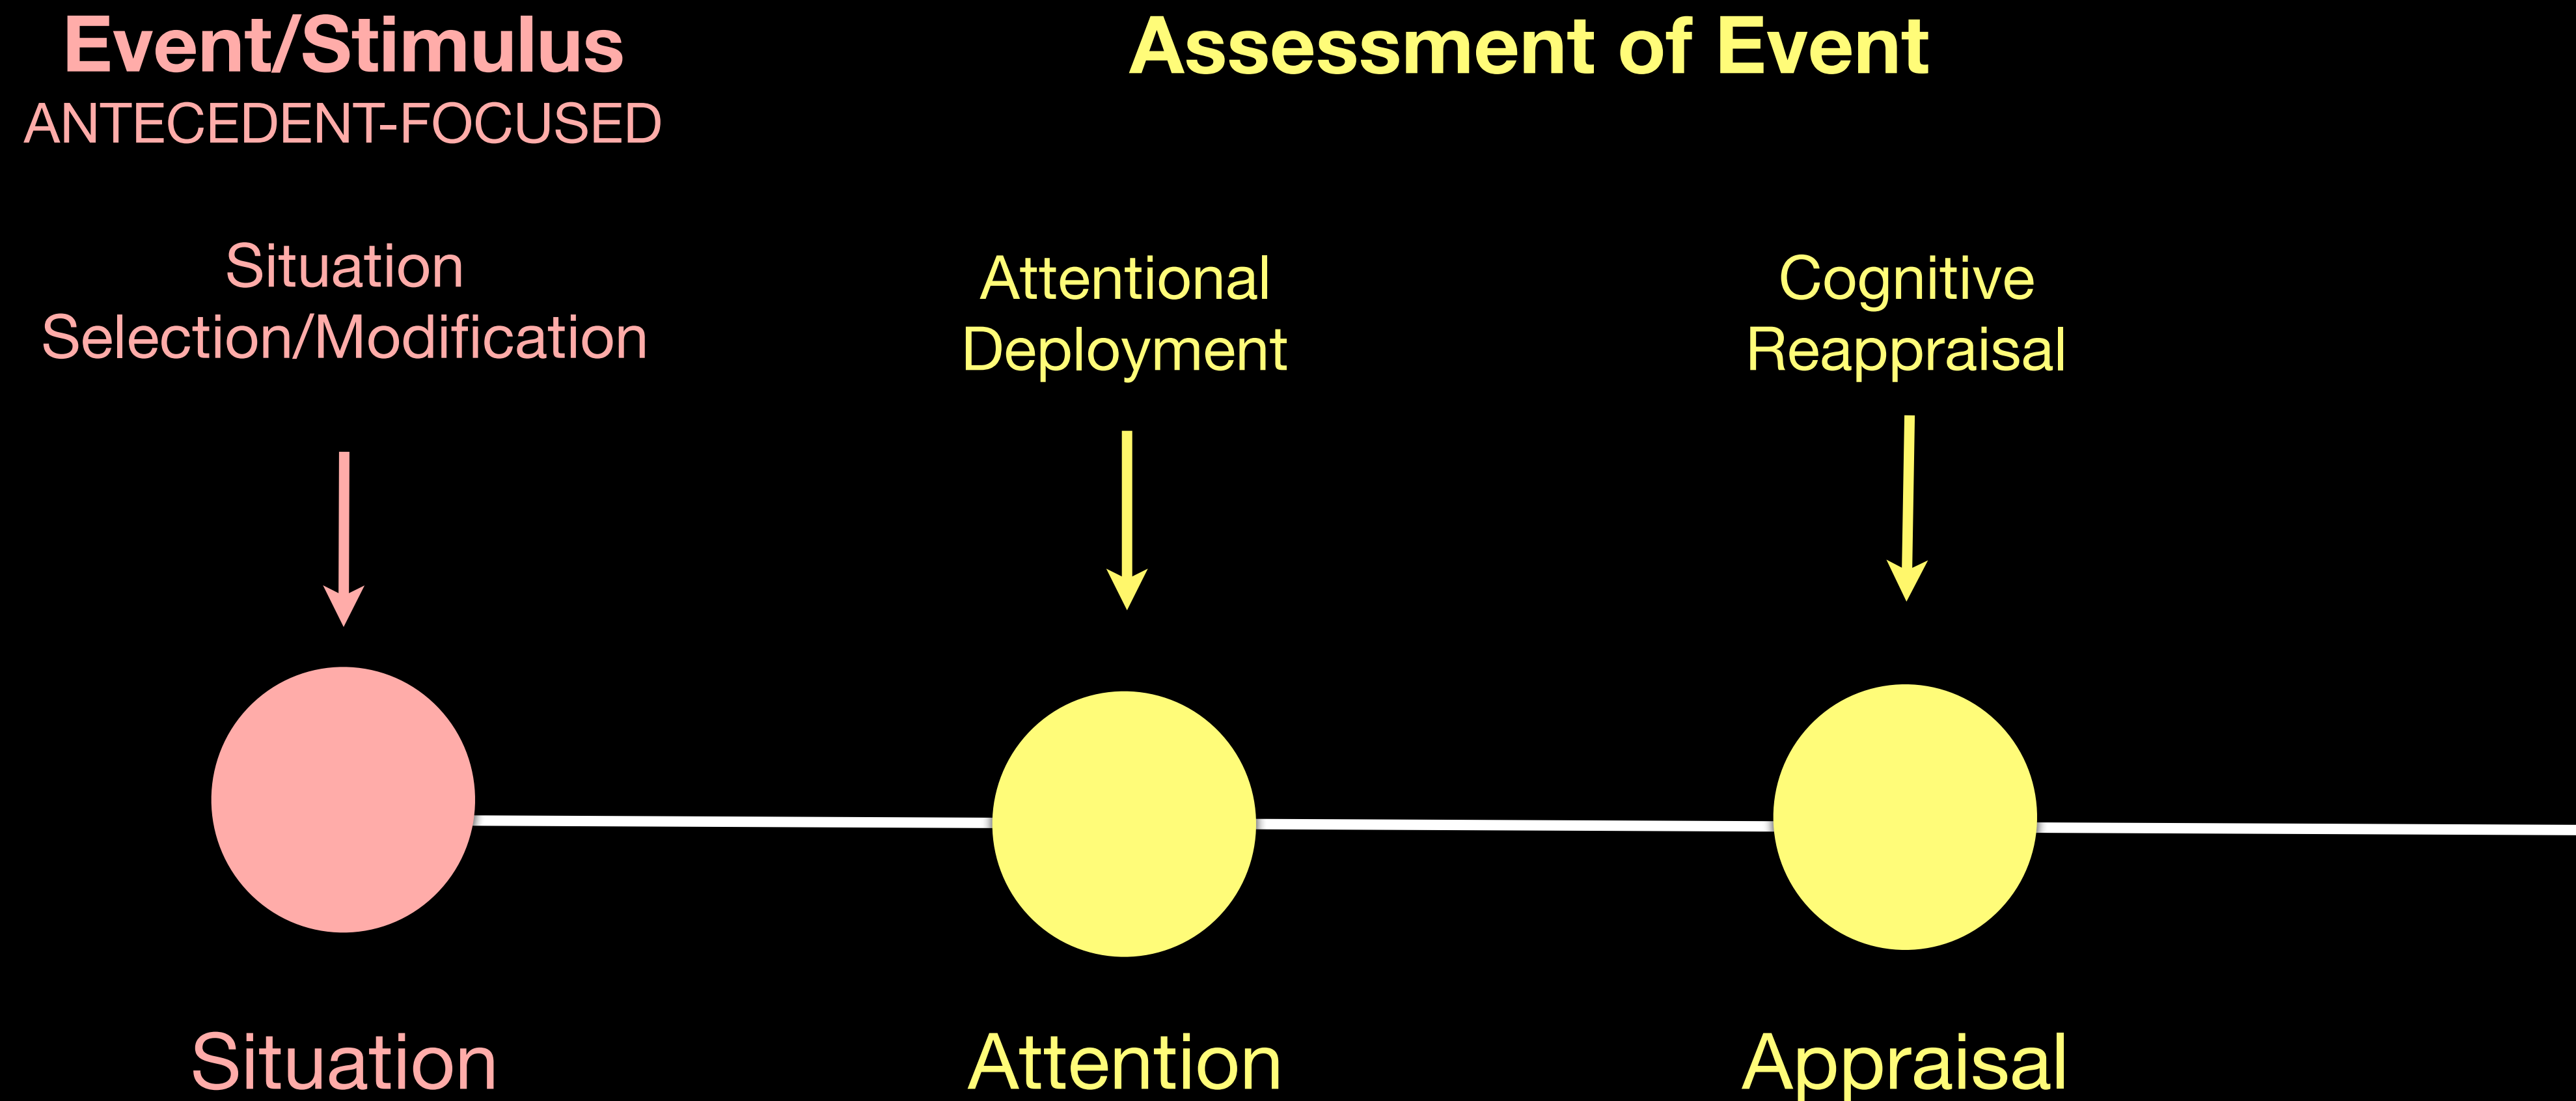 Event/Stimulus
ANTECEDENT-FOCUSED
Assessment of Event
Situation
Selection/Modification
Attentional
Deployment
Cognitive
Reappraisal
Situation
Attention
Appraisal